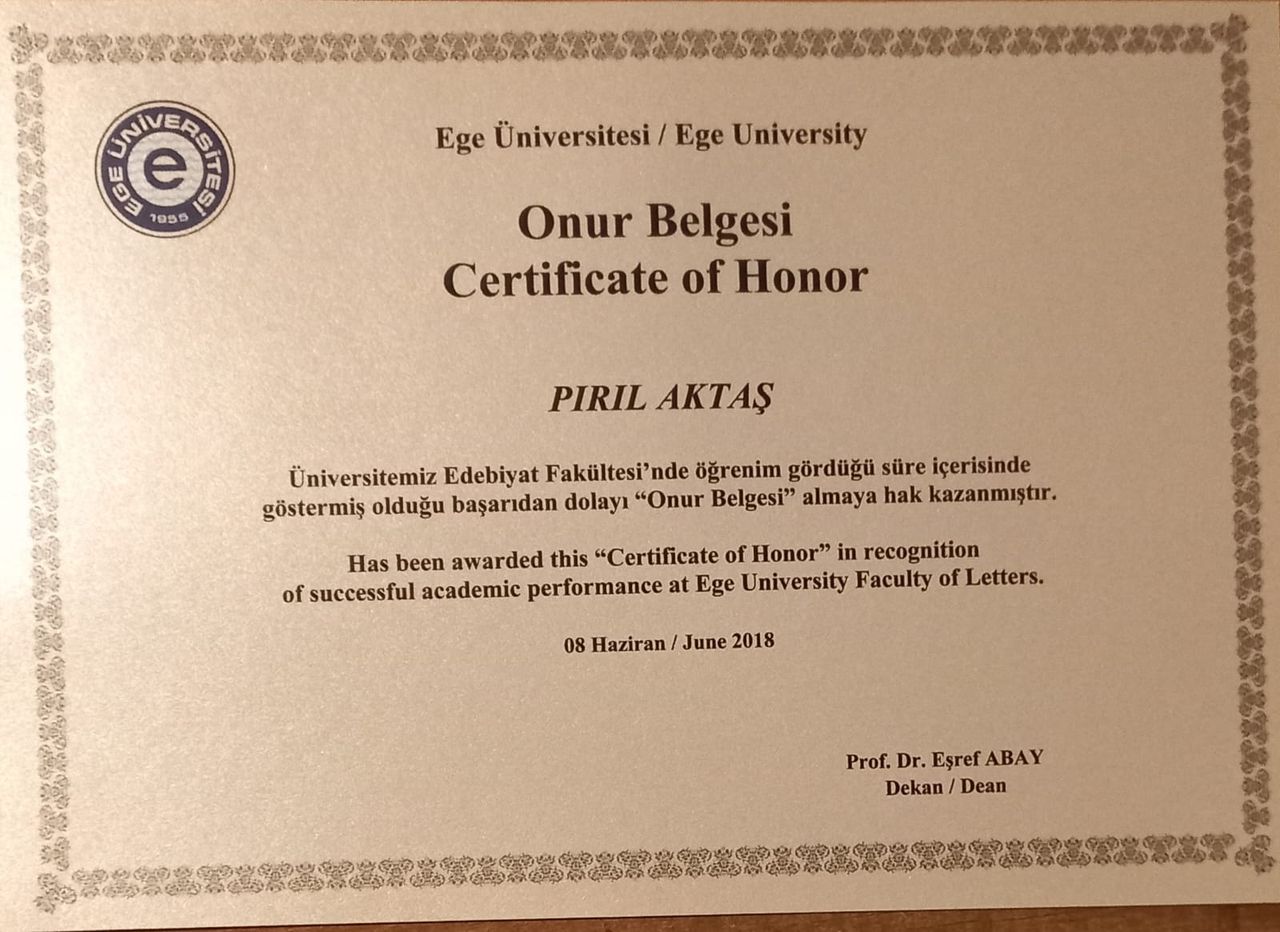 EGE ÜNİVERSİTESİ
e
1955
Ege Üniversitesi / Ege University
Onur Belgesi
Certificate of Honor
PIRIL AKTAŞ
Üniversitemiz Edebiyat Fakültesi’nde öğrenim gördüğü süre içerisinde
göstermiş olduğu başarıdan dolayı “Onur Belgesi” almaya hak kazanmıştır.
Has been awarded this “Certificate of Honor” in recognition
of successful academic performance at Ege University Faculty of Letters.
08 Haziran / June 2018
Prof. Dr. Eşref ABAY
Dekan / Dean